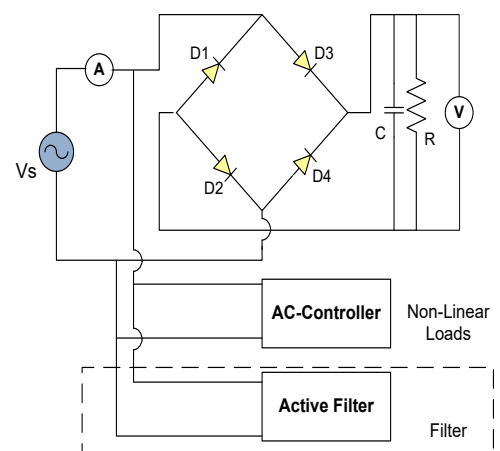 D1
D3
A
Vs
D2
D4
C
R
V
AC-Controller
Non-Linear
Loads
Active Filter
Filter